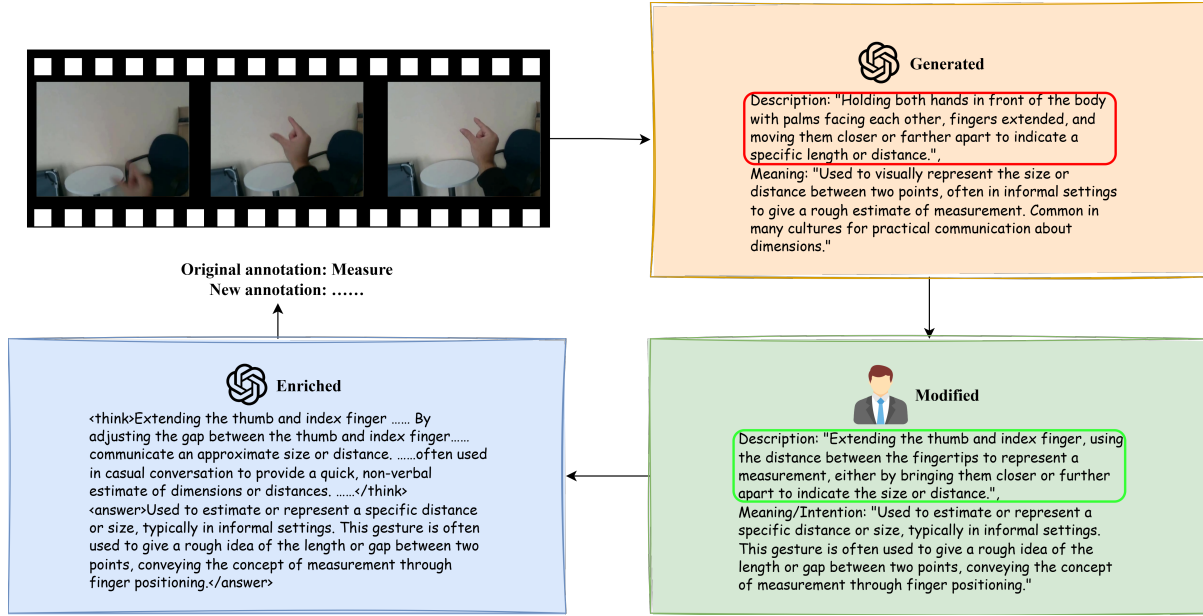 Generated
Description: "Holding both hands in front of the body
with palms facing each other, fingers extended, and
moving them closer or farther apart to indicate a
specific length or distance.",
Meaning: "Used to visually represent the size or
distance between two points, often in informal settings
to give a rough estimate of measurement. Common in
many cultures for practical communication about
dimensions."
Original annotation: Measure
New annotation: ……
Enriched
<think>Extending the thumb and index finger …… By
adjusting the gap between the thumb and index finger……
communicate an approximate size or distance. ……often used
in casual conversation to provide a quick, non-verbal
estimate of dimensions or distances. ……</think>
<answer>Used to estimate or represent a specific distance
or size, typically in informal settings. This gesture is often
used to give a rough idea of the length or gap between two
points, conveying the concept of measurement through
finger positioning.</answer>
Modified
Description: "Extending the thumb and index finger, using
the distance between the fingertips to represent a
measurement, either by bringing them closer or further
apart to indicate the size or distance.",
Meaning/Intention: "Used to estimate or represent a
specific distance or size, typically in informal settings.
This gesture is often used to give a rough idea of the
length or gap between two points, conveying the concept
of measurement through finger positioning."